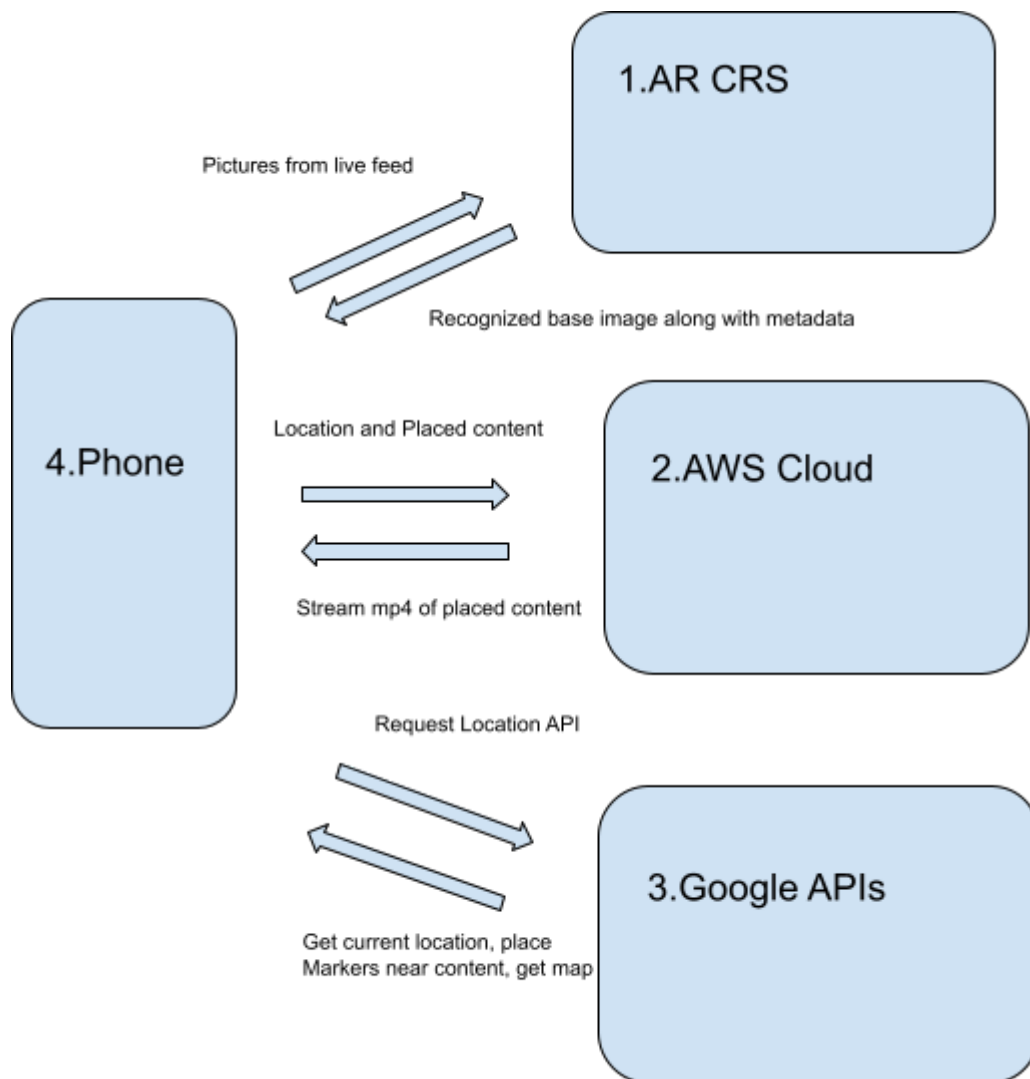 1.AR CRS
Pictures from live feed
Recognized base image along with metadata
4.Phone
Location and Placed content
2.AWS Cloud
Stream mp4 of placed content
Request Location API
3.Google APIs
Get current location, place
Markers near content, get map